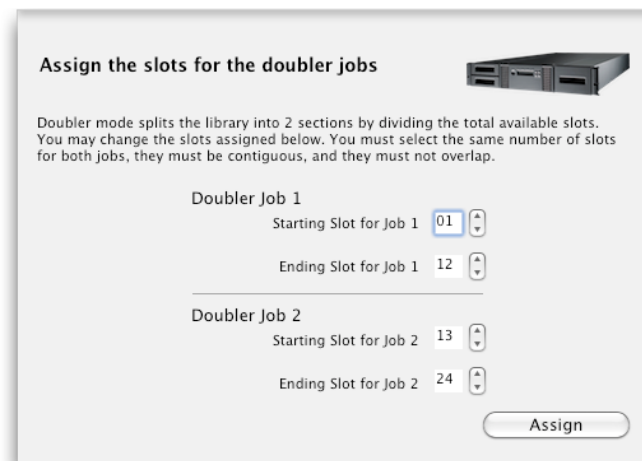 Assign the slots for the doubler jobs
Doubler mode splits the library into 2 sections by dividing the total available slots.
You may change the slots assigned below. You must select the same number of slots
for both jobs, they must be contiguous, and they must not overlap.
Doubler Job 1
Starting Slot for Job 1 01
Ending Slot for Job 1 12
Doubler Job 2
Starting Slot for Job 2 13
Ending Slot for Job 2 24
Assign